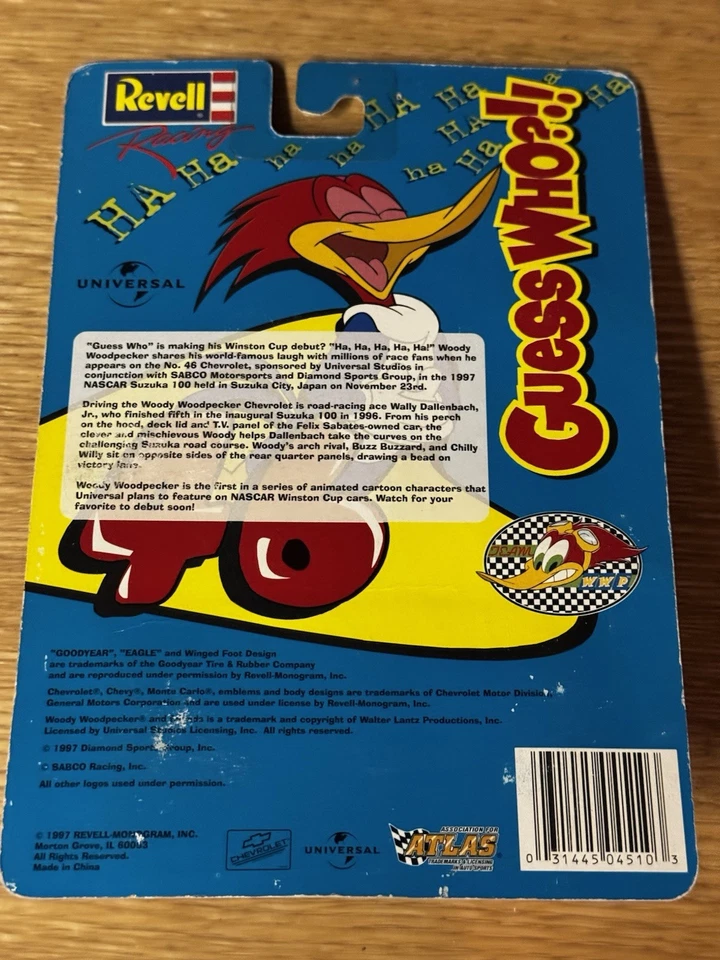 Revell
Racing
HA Ha ha ha HA Ha
HA
ha Ha
a
Ha
Guess WHO?!!
UNIVERSAL
"Guess Who" is making his Winston Cup debut? "Ha, Ha, Ha, Ha, Ha!" Woody
Woodpecker shares his world-famous laugh with millions of race fans when he
appears on the No. 46 Chevrolet, sponsored by Universal Studios in
conjunction with SABCO Motorsports and Diamond Sports Group, in the 1997
NASCAR Suzuka 100 held in Suzuka City, Japan on November 23rd.
Driving the Woody Woodpecker Chevrolet is road-racing ace Wally Dallenbach,
Jr., who finished fifth in the inaugural Suzuka 100 in 1996. From his perch
on the hood, deck lid and T.V. panel of the Felix Sabates-owned car, the
clever and mischievous Woody helps Dallenbach take the curves on the
challenging Suzuka road course. Woody's arch rival, Buzz Buzzard, and Chilly
Willy sit on opposite sides of the rear quarter panels, drawing a bead on
victory lane.
Woody Woodpecker is the first in a series of animated cartoon characters that
Universal plans to feature on NASCAR Winston Cup cars. Watch for your
favorite to debut soon!
TEAM
WWP
"GOODYEAR", "EAGLE" and Winged Foot Design
are trademarks of the Goodyear Tire & Rubber Company
and are reproduced under permission by Revell-Monogram, Inc.
Chevrolet®, Chevy®, Monte Carlo®, emblems and body designs are trademarks of Chevrolet Motor Division,
General Motors Corporation and are used under license by Revell-Monogram, Inc.
Woody Woodpecker® and Friends is a trademark and copyright of Walter Lantz Productions, Inc.
Licensed by Universal Studios Licensing, Inc. All rights reserved.
© 1997 Diamond Sports Group, Inc.
© SABCO Racing, Inc.
All other logos used under permission.
© 1997 REVELL-MONOGRAM, INC.
Morton Grove, IL 60053
All Rights Reserved.
Made in China
CHEVROLET
UNIVERSAL
ASSOCIATION FOR
ATLAS
TRADEMARKS & LICENSING
IN AUTO SPORTS
0 31445 04510 3